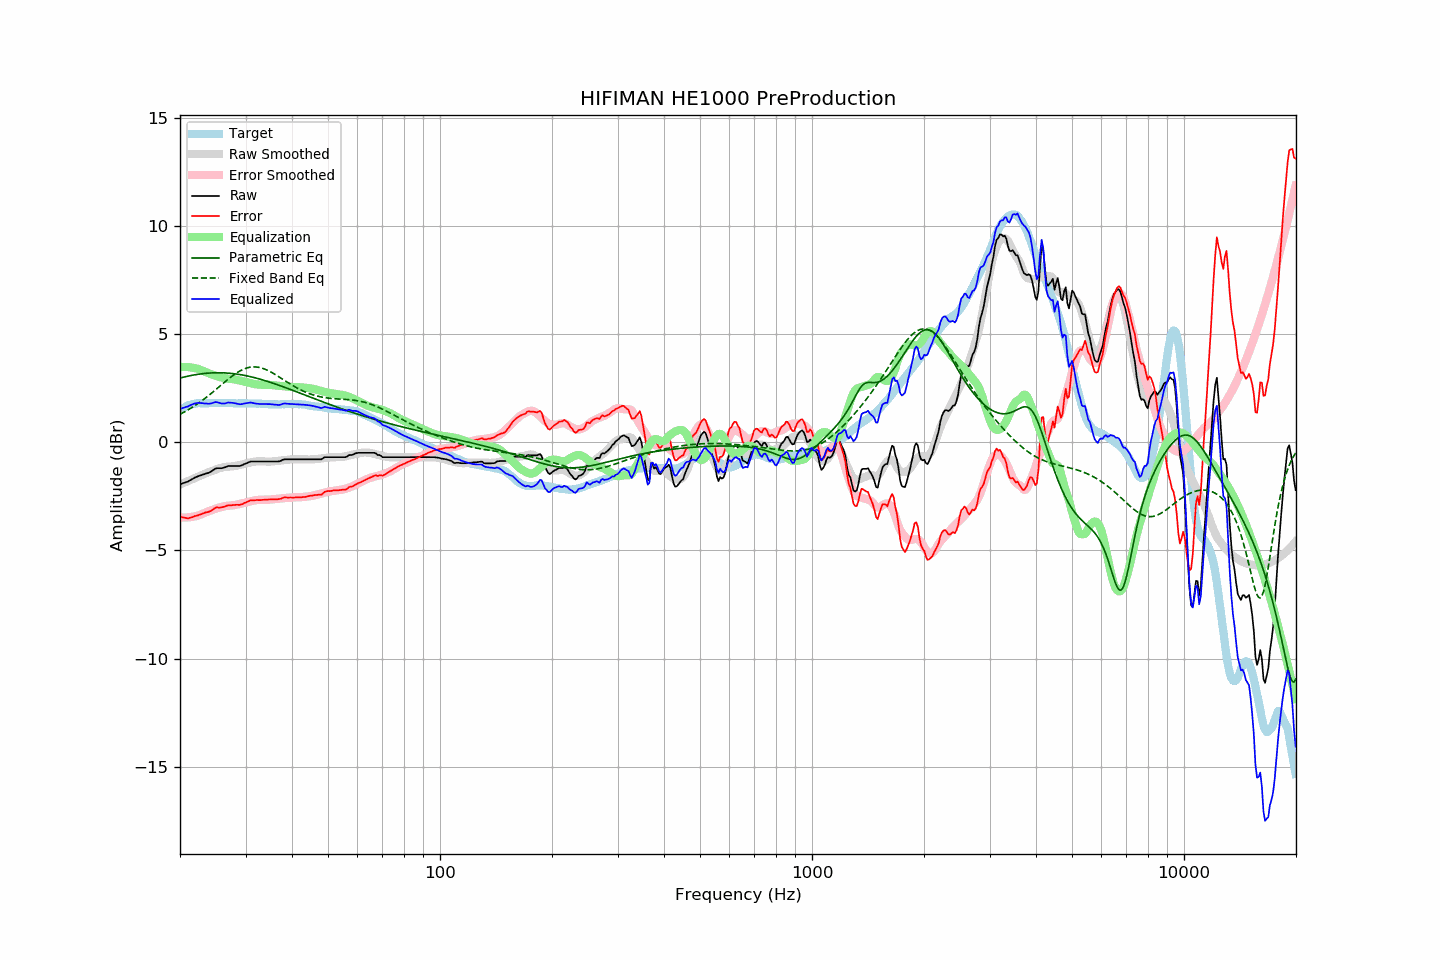 HIFIMAN HE1000 PreProduction
15
10
5
0
−5
−10
−15
Amplitude (dBr)
Target
Raw Smoothed
Error Smoothed
Raw
Error
Equalization
Parametric Eq
Fixed Band Eq
Equalized
100
1000
10000
Frequency (Hz)